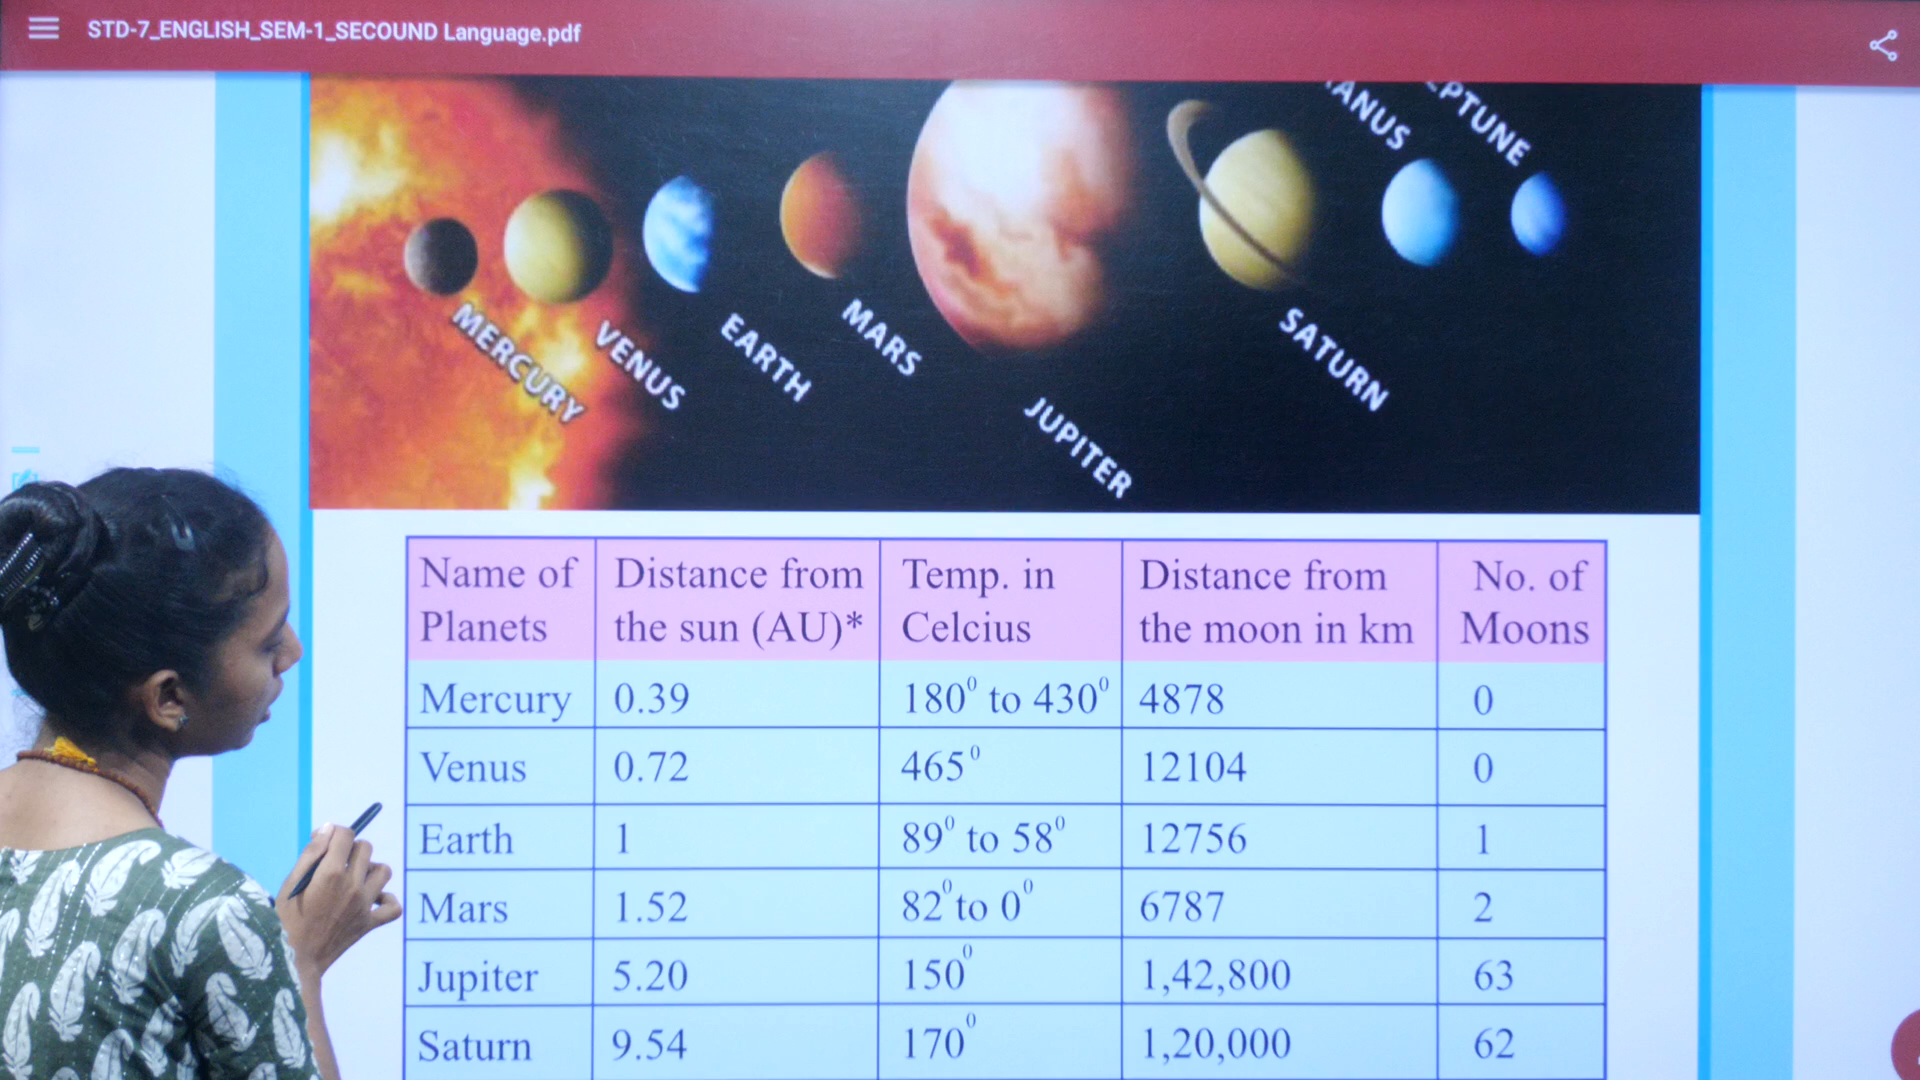 STD-7_ENGLISH_SEM-1_SECOUND Language.pdf
ANUS
EPTUNE
MERCURY
VENUS
EARTH
MARS
JUPITER
SATURN
Name of Planets Distance from the sun (AU)* Temp. in Celcius Distance from the moon in km No. of Moons
Mercury 0.39 180⁰ to 430⁰ 4878 0
Venus 0.72 465⁰ 12104 0
Earth 1 89⁰ to 58⁰ 12756 1
Mars 1.52 82⁰ to 0⁰ 6787 2
Jupiter 5.20 150⁰ 1,42,800 63
Saturn 9.54 170⁰ 1,20,000 62